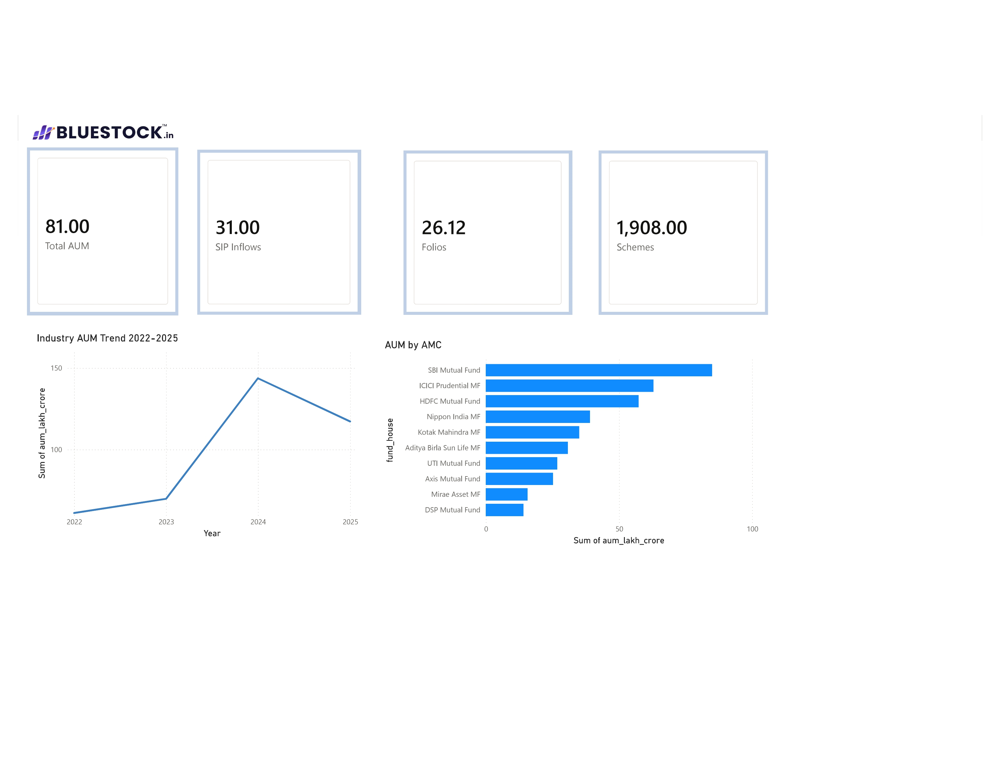 BLUESTOCK.in™
81.00
Total AUM
31.00
SIP Inflows
26.12
Folios
1,908.00
Schemes
Industry AUM Trend 2022-2025
150
100
Sum of aum_lakh_crore
2022 2023 2024 2025
Year
AUM by AMC
fund_house
SBI Mutual Fund
ICICI Prudential MF
HDFC Mutual Fund
Nippon India MF
Kotak Mahindra MF
Aditya Birla Sun Life MF
UTI Mutual Fund
Axis Mutual Fund
Mirae Asset MF
DSP Mutual Fund
0 50 100
Sum of aum_lakh_crore